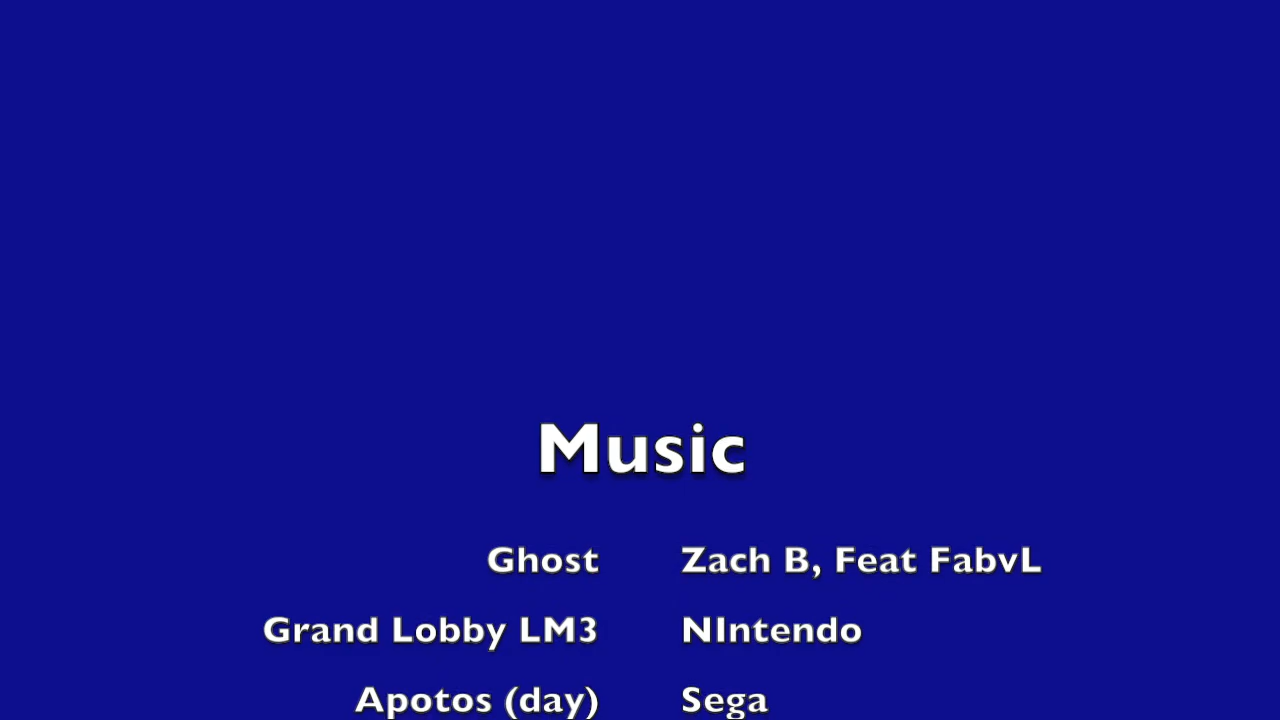 Music
Ghost Zach B, Feat FabvL
Grand Lobby LM3 NIntendo
Apotos (day) Sega